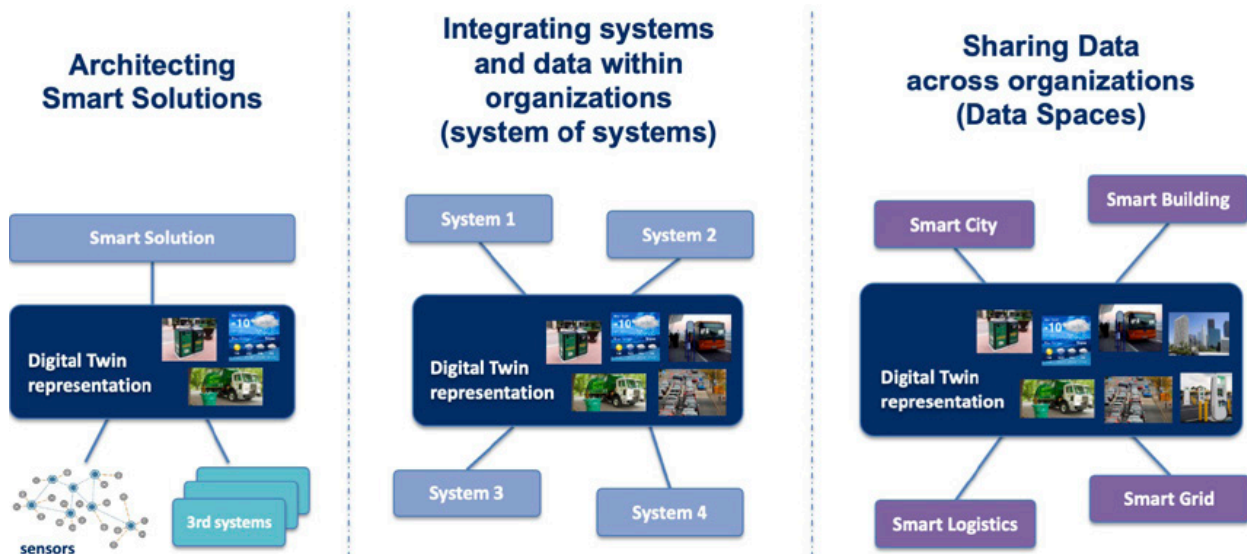 Architecting
Smart Solutions
Smart Solution
Digital Twin
representation
sensors
3rd systems
Integrating systems
and data within
organizations
(system of systems)
System 1
System 2
Digital Twin
representation
System 3
System 4
Sharing Data
across organizations
(Data Spaces)
Smart City
Smart Building
Digital Twin
representation
Smart Logistics
Smart Grid